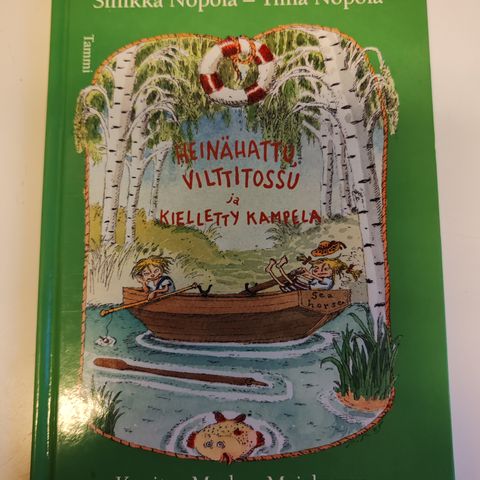 Sinikka Nopola – Tiina Nopola
Tammi
HEINÄHATTU,
VILTTITOSSU
ja
KIELLETTY KAMPELA
Sea
horse